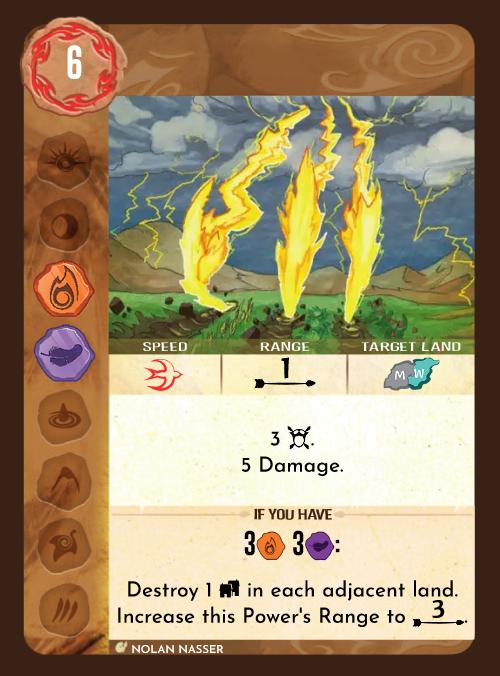 6
SPEED RANGE TARGET LAND
1 M W
3 .
5 Damage.
IF YOU HAVE
3 3 :
Destroy 1 in each adjacent land.
Increase this Power's Range to 3.
NOLAN NASSER